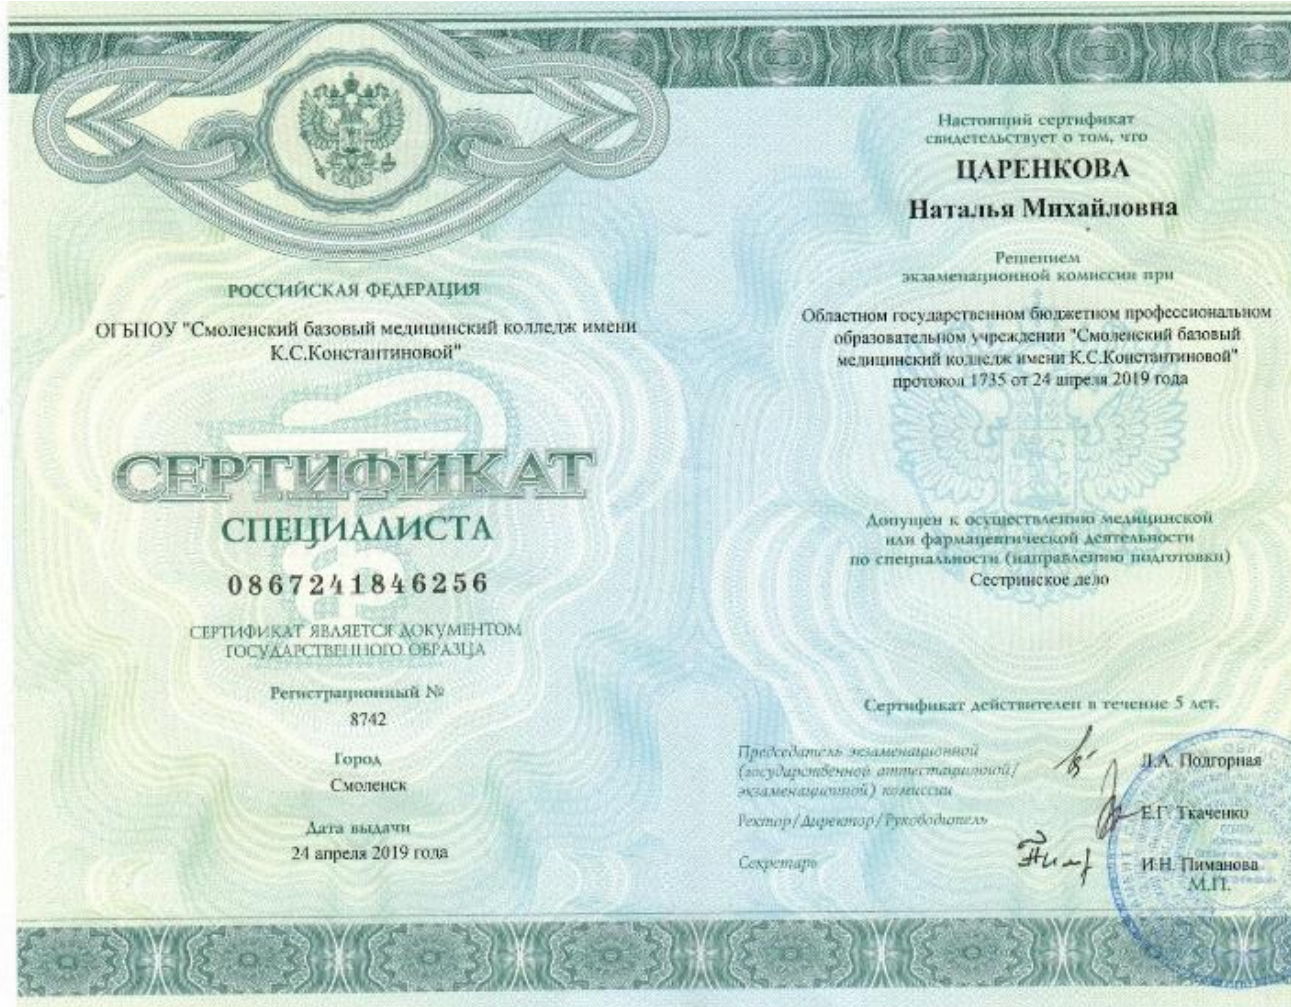 РОССИЙСКАЯ ФЕДЕРАЦИЯ
ОГБПОУ "Смоленский базовый медицинский колледж имени
К.С.Константиновой"
СЕРТИФИКАТ
СПЕЦИАЛИСТА
0867241846256
СЕРТИФИКАТ ЯВЛЯЕТСЯ ДОКУМЕНТОМ
ГОСУДАРСТВЕННОГО ОБРАЗЦА
Регистрационный №
8742
Город
Смоленск
Дата выдачи
24 апреля 2019 года
Настоящий сертификат
свидетельствует о том, что
ЦАРЕНКОВА
Наталья Михайловна
Решением
экзаменационной комиссии при
Областном государственном бюджетном профессиональном
образовательном учреждении "Смоленский базовый
медицинский колледж имени К.С.Константиновой"
протокол 1735 от 24 апреля 2019 года
Допущен к осуществлению медицинской
или фармацевтической деятельности
по специальности (направлению подготовки)
Сестринское дело
Сертификат действителен в течение 5 лет.
Председатель экзаменационной
(государственной аттестационной/
экзаменационной) комиссии
Л.А. Подгорная
Ректор/Директор/Руководитель
Е.Г. Ткаченко
Секретарь
И.Н. Пиманова
М.П.